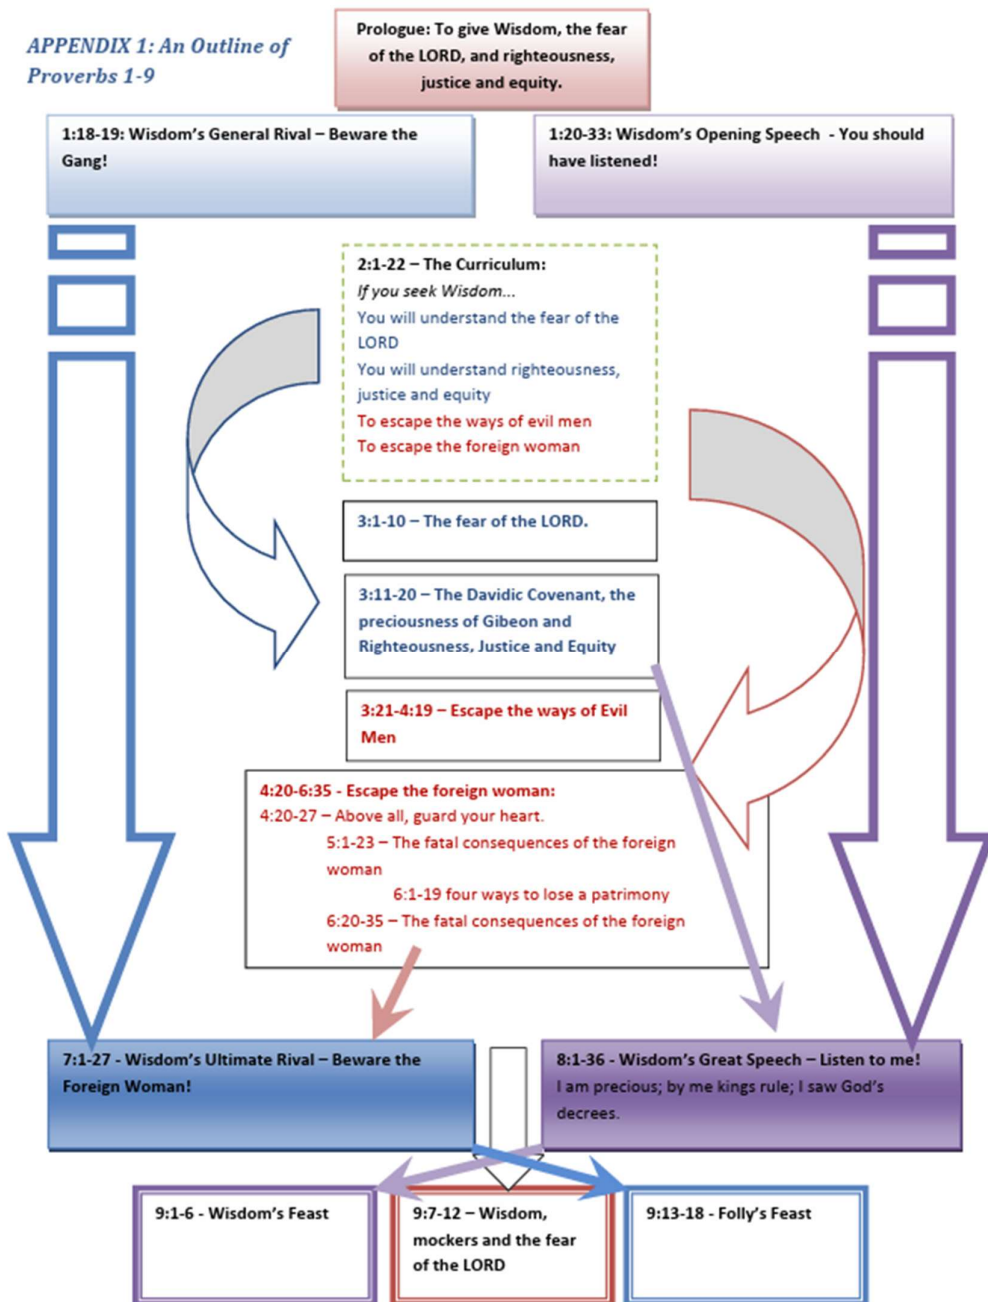 APPENDIX 1: An Outline of
Proverbs 1-9
Prologue: To give Wisdom, the fear
of the LORD, and righteousness,
justice and equity.
1:18-19: Wisdom's General Rival – Beware the
Gang!
1:20-33: Wisdom's Opening Speech - You should
have listened!
2:1-22 – The Curriculum:
If you seek Wisdom...
You will understand the fear of the
LORD
You will understand righteousness,
justice and equity
To escape the ways of evil men
To escape the foreign woman
3:1-10 – The fear of the LORD.
3:11-20 – The Davidic Covenant, the
preciousness of Gibeon and
Righteousness, Justice and Equity
3:21-4:19 – Escape the ways of Evil
Men
4:20-6:35 - Escape the foreign woman:
4:20-27 – Above all, guard your heart.
5:1-23 – The fatal consequences of the foreign
woman
6:1-19 four ways to lose a patrimony
6:20-35 – The fatal consequences of the foreign
woman
7:1-27 - Wisdom's Ultimate Rival – Beware the
Foreign Woman!
8:1-36 - Wisdom's Great Speech – Listen to me!
I am precious; by me kings rule; I saw God's
decrees.
9:1-6 - Wisdom's Feast
9:7-12 – Wisdom,
mockers and the fear
of the LORD
9:13-18 - Folly's Feast